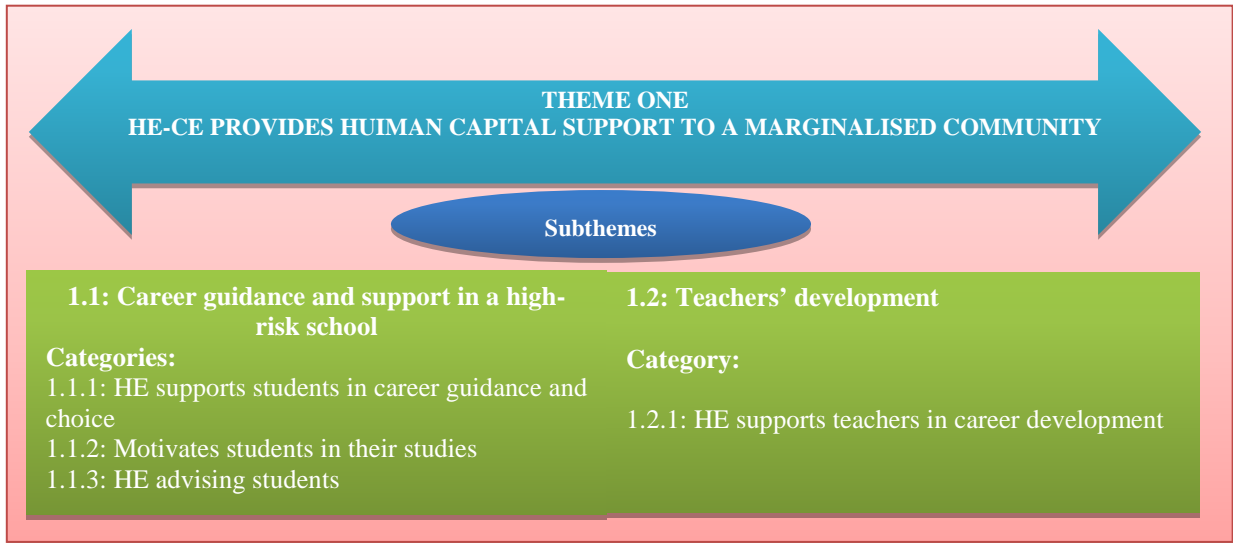 THEME ONE
HE-CE PROVIDES HUIMAN CAPITAL SUPPORT TO A MARGINALISED COMMUNITY
Subthemes
1.1: Career guidance and support in a high-
risk school
Categories:
1.1.1: HE supports students in career guidance and
choice
1.1.2: Motivates students in their studies
1.1.3: HE advising students
1.2: Teachers’ development
Category:
1.2.1: HE supports teachers in career development